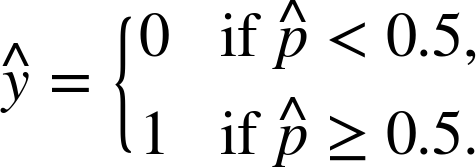 ŷ = { 0 if p̂ < 0.5,
1 if p̂ ≥ 0.5.